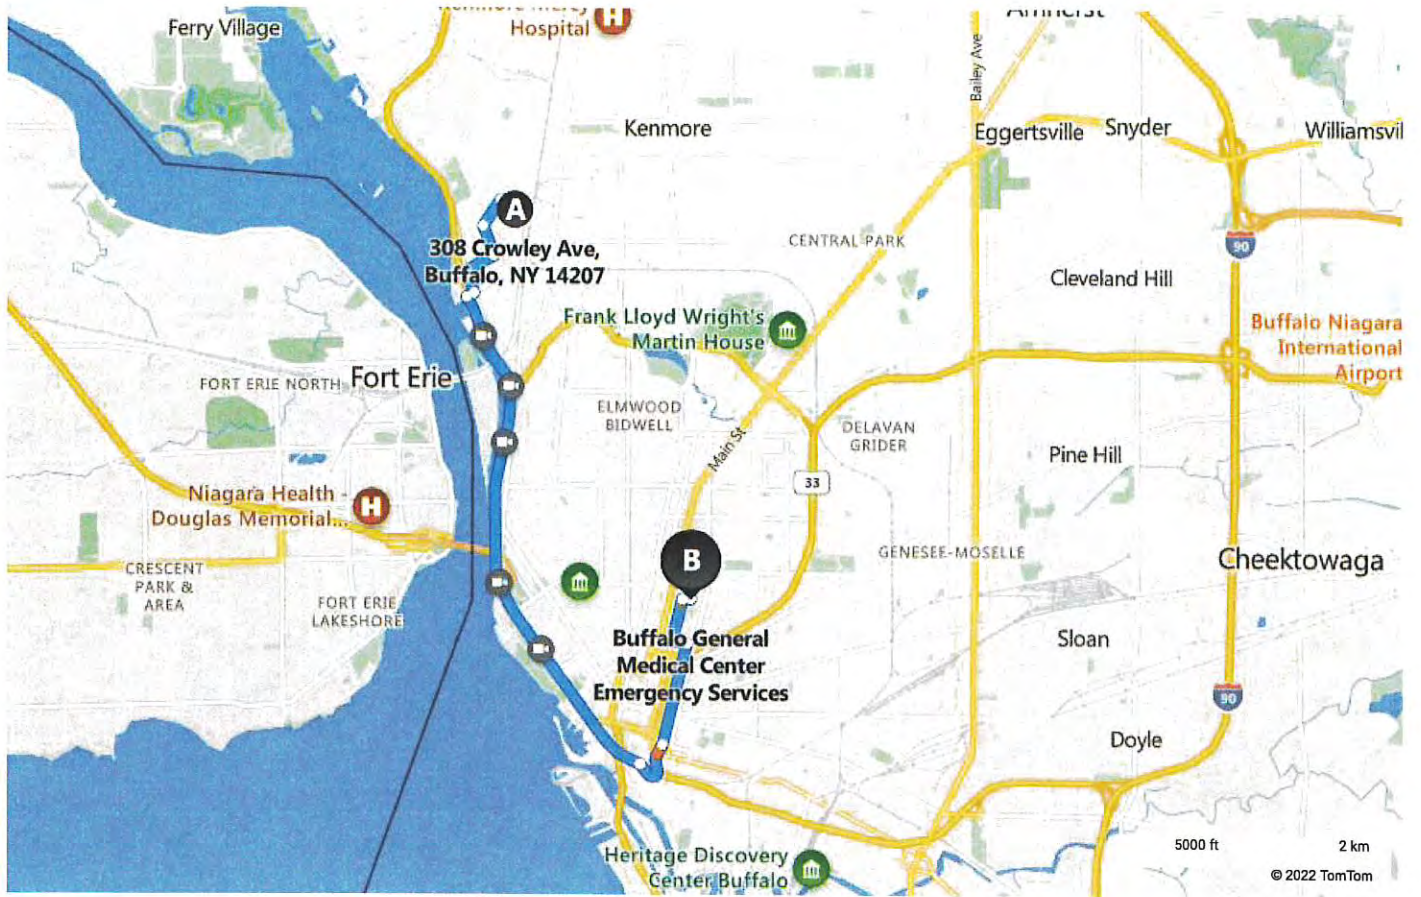 Ferry Village
Hospital
H
Kenmore
Bailey Ave
Eggertsville
Snyder
A
308 Crowley Ave,
Buffalo, NY 14207
CENTRAL PARK
90
Cleveland Hill
Frank Lloyd Wright's
Martin House
Buffalo Niagara
International
Airport
FORT ERIE NORTH
Fort Erie
ELMWOOD
BIDWELL
Main St
DELAVAN
GRIDER
Pine Hill
33
Niagara Health -
Douglas Memorial...
H
B
GENESEE-MOSELLE
Cheektowaga
CRESCENT
PARK &
AREA
FORT ERIE
LAKESHORE
Buffalo General
Medical Center
Emergency Services
Sloan
90
Doyle
5000 ft
2 km
Heritage Discovery
Center Buffalo
© 2022 TomTom